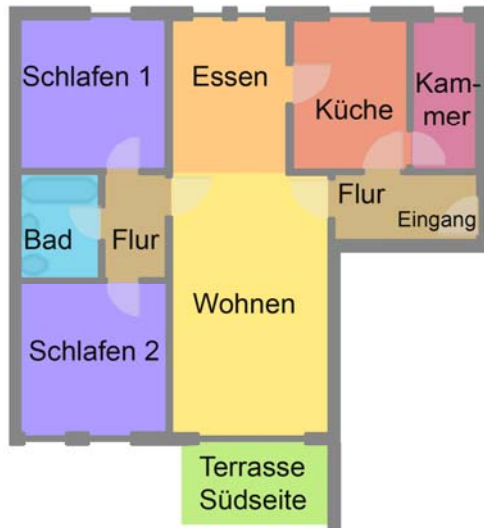 Schlafen 1
Essen
Küche
Kam-
mer
Bad
Flur
Flur
Eingang
Wohnen
Schlafen 2
Terrasse
Südseite